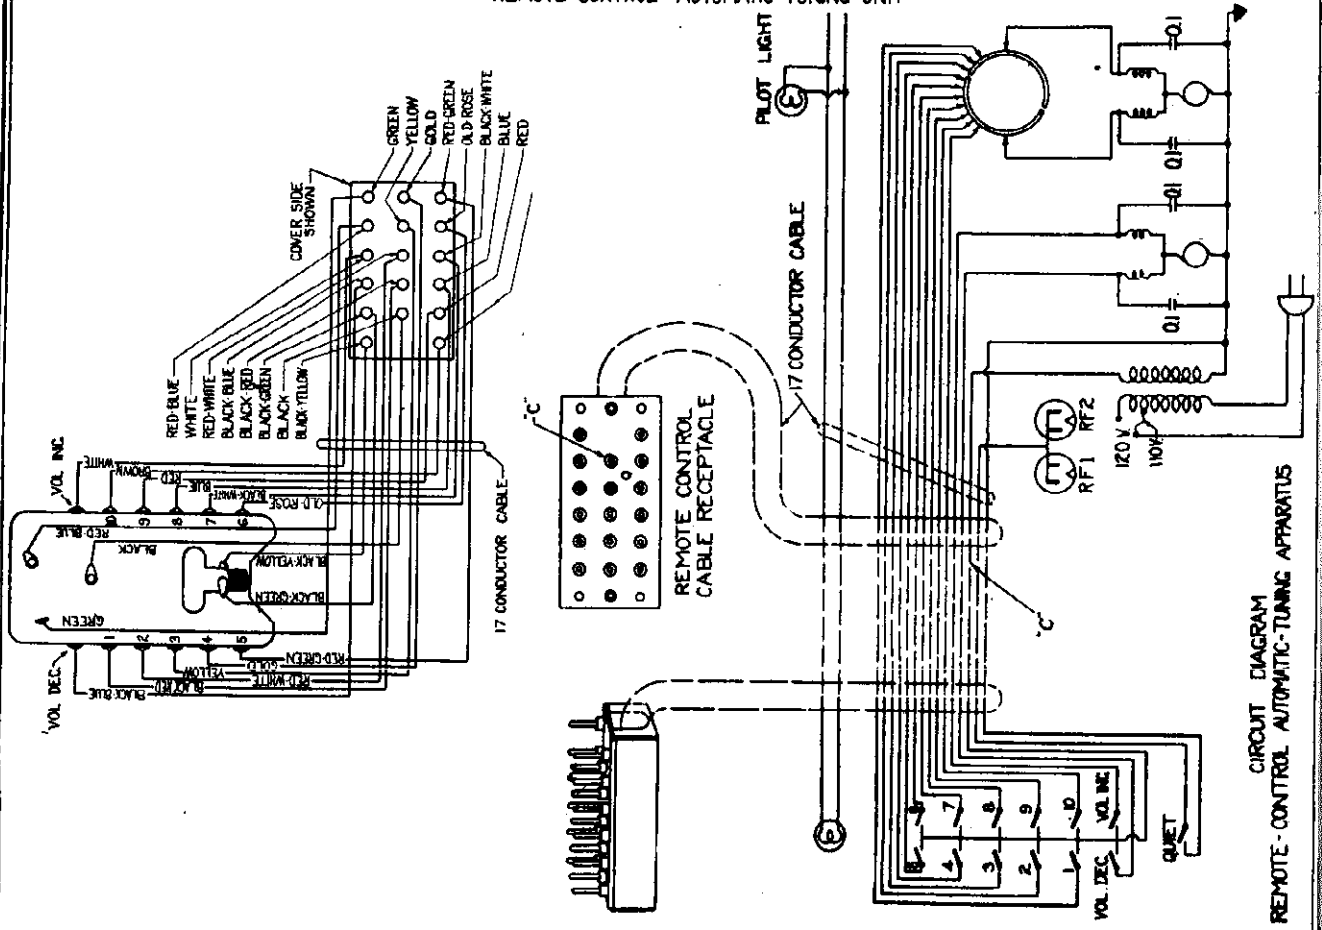 REMOTE CONTROL AUTOMATIC TUNING UNIT
GREEN
YELLOW
GOLD
RED-GREEN
OLD-ROSE
BLACK-WHITE
BLUE
RED
COVER SIDE
SHOWN
RED-BLUE
WHITE
RED-WHITE
BLACK-BLUE
BLACK-RED
BLACK-GREEN
BLACK
BLACK-YELLOW
VOL INC.
WHITE
BROWN
RED
BLUE
BLACK-WHITE
OLD-ROSE
10
9
8
7
6
RED-BLUE
BLACK
BLACK-YELLOW
BLACK-GREEN
GREEN
1
2
3
4
5
RED-GREEN
GOLD
YELLOW
RED-WHITE
BLACK-RED
BLACK-BLUE
VOL DEC.
17 CONDUCTOR CABLE
"C"
REMOTE CONTROL
CABLE RECEPTACLE
PILOT LIGHT
17 CONDUCTOR CABLE
0.1
0.1
0.1
0.1
RF1
RF2
120 V.
110V.
"C"
7
8
9
10
VOL INC
4
3
2
1
VOL. DEC.
QUIET
CIRCUIT DIAGRAM
REMOTE-CONTROL AUTOMATIC-TUNING APPARATUS